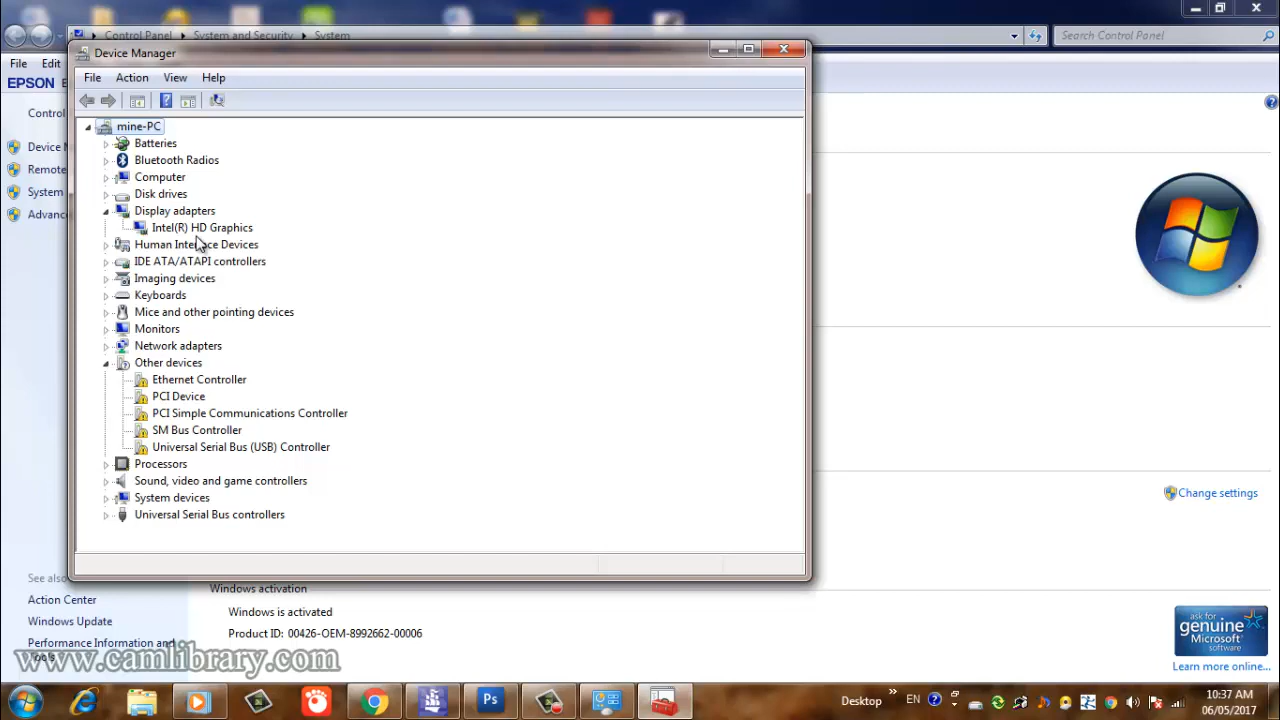 Control Panel
System and Security
System
Search Control Panel
File
Edit
EPSON
Control
Device M
Remote
System
Advanc
Device Manager
File
Action
View
Help
mine-PC
Batteries
Bluetooth Radios
Computer
Disk drives
Display adapters
Intel(R) HD Graphics
Human Interface Devices
IDE ATA/ATAPI controllers
Imaging devices
Keyboards
Mice and other pointing devices
Monitors
Network adapters
Other devices
Ethernet Controller
PCI Device
PCI Simple Communications Controller
SM Bus Controller
Universal Serial Bus (USB) Controller
Processors
Sound, video and game controllers
System devices
Universal Serial Bus controllers
Change settings
See also
Action Center
Windows Update
Performance Information and
Windows activation
Windows is activated
Product ID: 00426-OEM-8992662-00006
ask for
genuine
Microsoft
software
Learn more online...
www.camlibrary.com
Ps
Desktop
EN
10:37 AM
06/05/2017